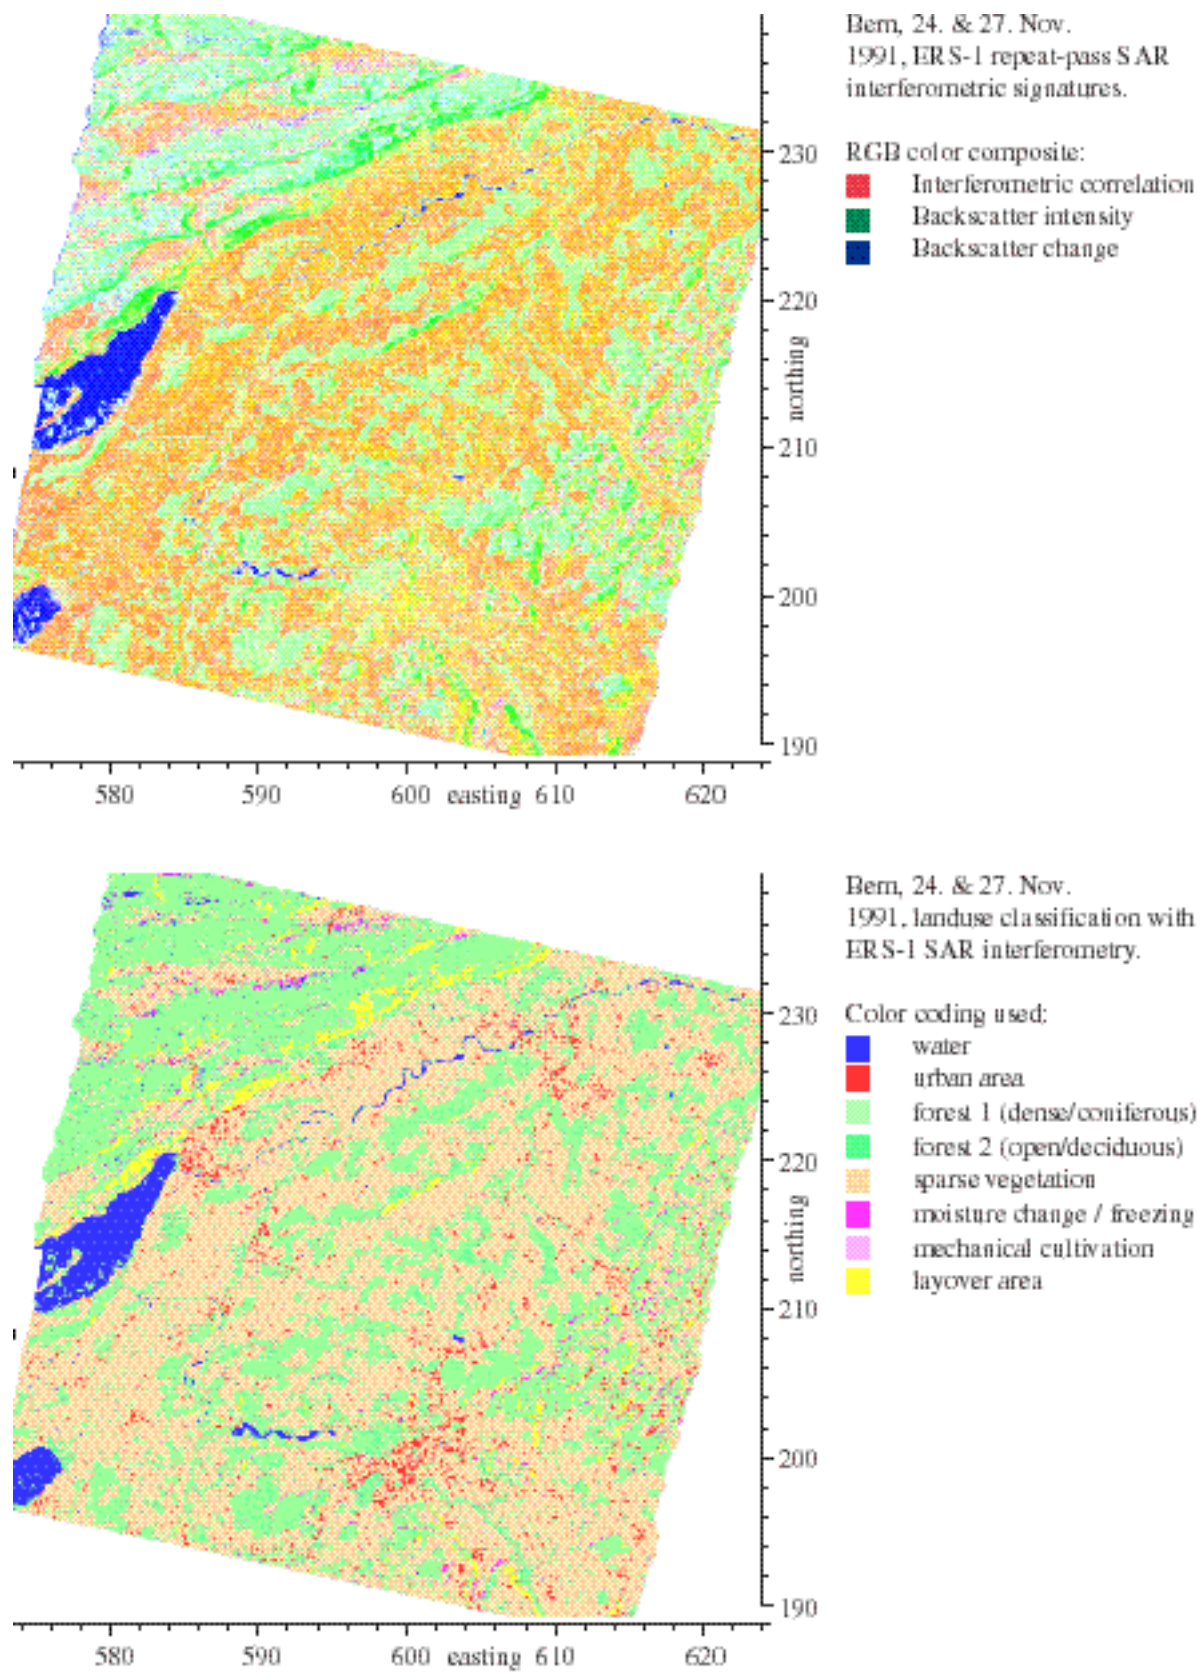 Bern, 24. & 27. Nov.
1991, ERS-1 repeat-pass SAR
interferometric signatures.
RGB color composite:
Interferometric correlation
Backscatter intensity
Backscatter change
230
220
northing
210
200
190
580 590 600 easting 610 620
Bern, 24. & 27. Nov.
1991, landuse classification with
ERS-1 SAR interferometry.
Color coding used:
water
urban area
forest 1 (dense/coniferous)
forest 2 (open/deciduous)
sparse vegetation
moisture change / freezing
mechanical cultivation
layover area
230
220
northing
210
200
190
580 590 600 easting 610 620